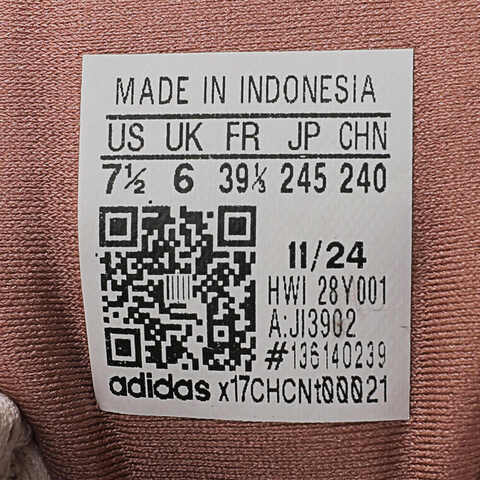 MADE IN INDONESIA
US UK FR JP CHN
7½ 6 39⅓ 245 240
11/24
HWI 28Y001
A:JI3902
#136140239
adidas x17CHCNt00021